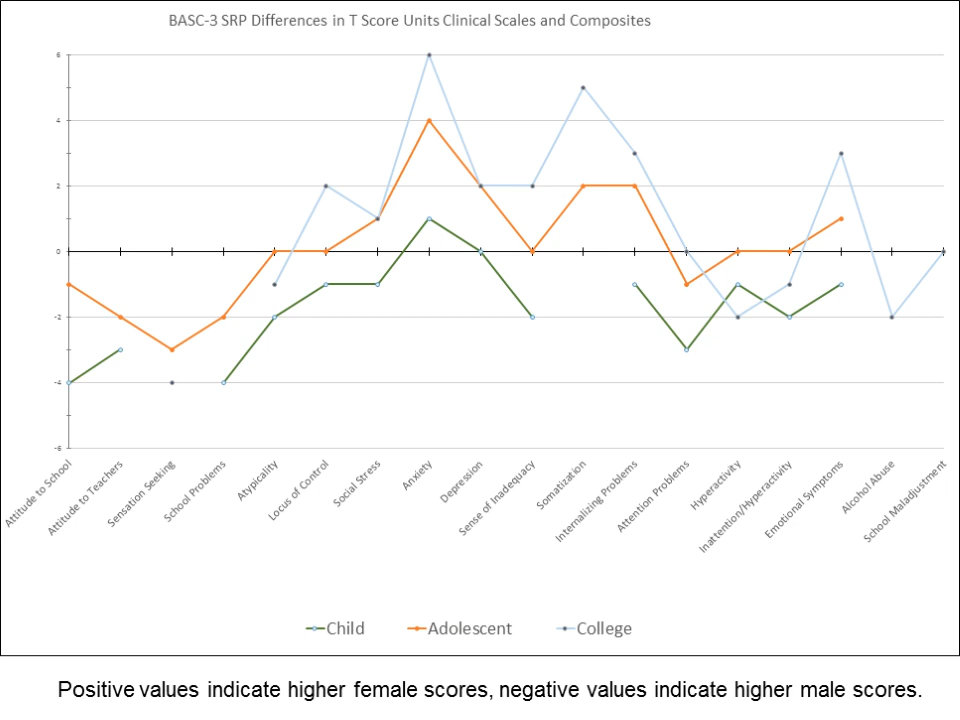 BASC-3 SRP Differences in T Score Units Clinical Scales and Composites
6
4
2
0
-2
-4
-6
Attitude to School
Attitude to Teachers
Sensation Seeking
School Problems
Atypicality
Locus of Control
Social Stress
Anxiety
Depression
Sense of Inadequacy
Somatization
Internalizing Problems
Attention Problems
Hyperactivity
Inattention/Hyperactivity
Emotional Symptoms
Alcohol Abuse
School Maladjustment
Child Adolescent College
Positive values indicate higher female scores, negative values indicate higher male scores.